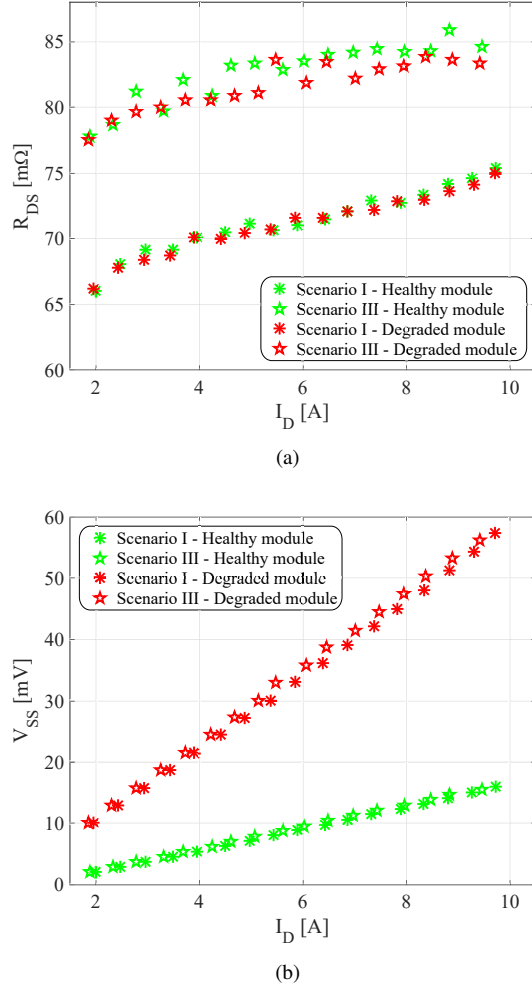 85
80
75
70
65
60
R_DS [mΩ]
Scenario I - Healthy module
Scenario III - Healthy module
Scenario I - Degraded module
Scenario III - Degraded module
2 4 6 8 10
I_D [A]
(a)
60
50
40
30
20
10
0
V_SS [mV]
Scenario I - Healthy module
Scenario III - Healthy module
Scenario I - Degraded module
Scenario III - Degraded module
2 4 6 8 10
I_D [A]
(b)